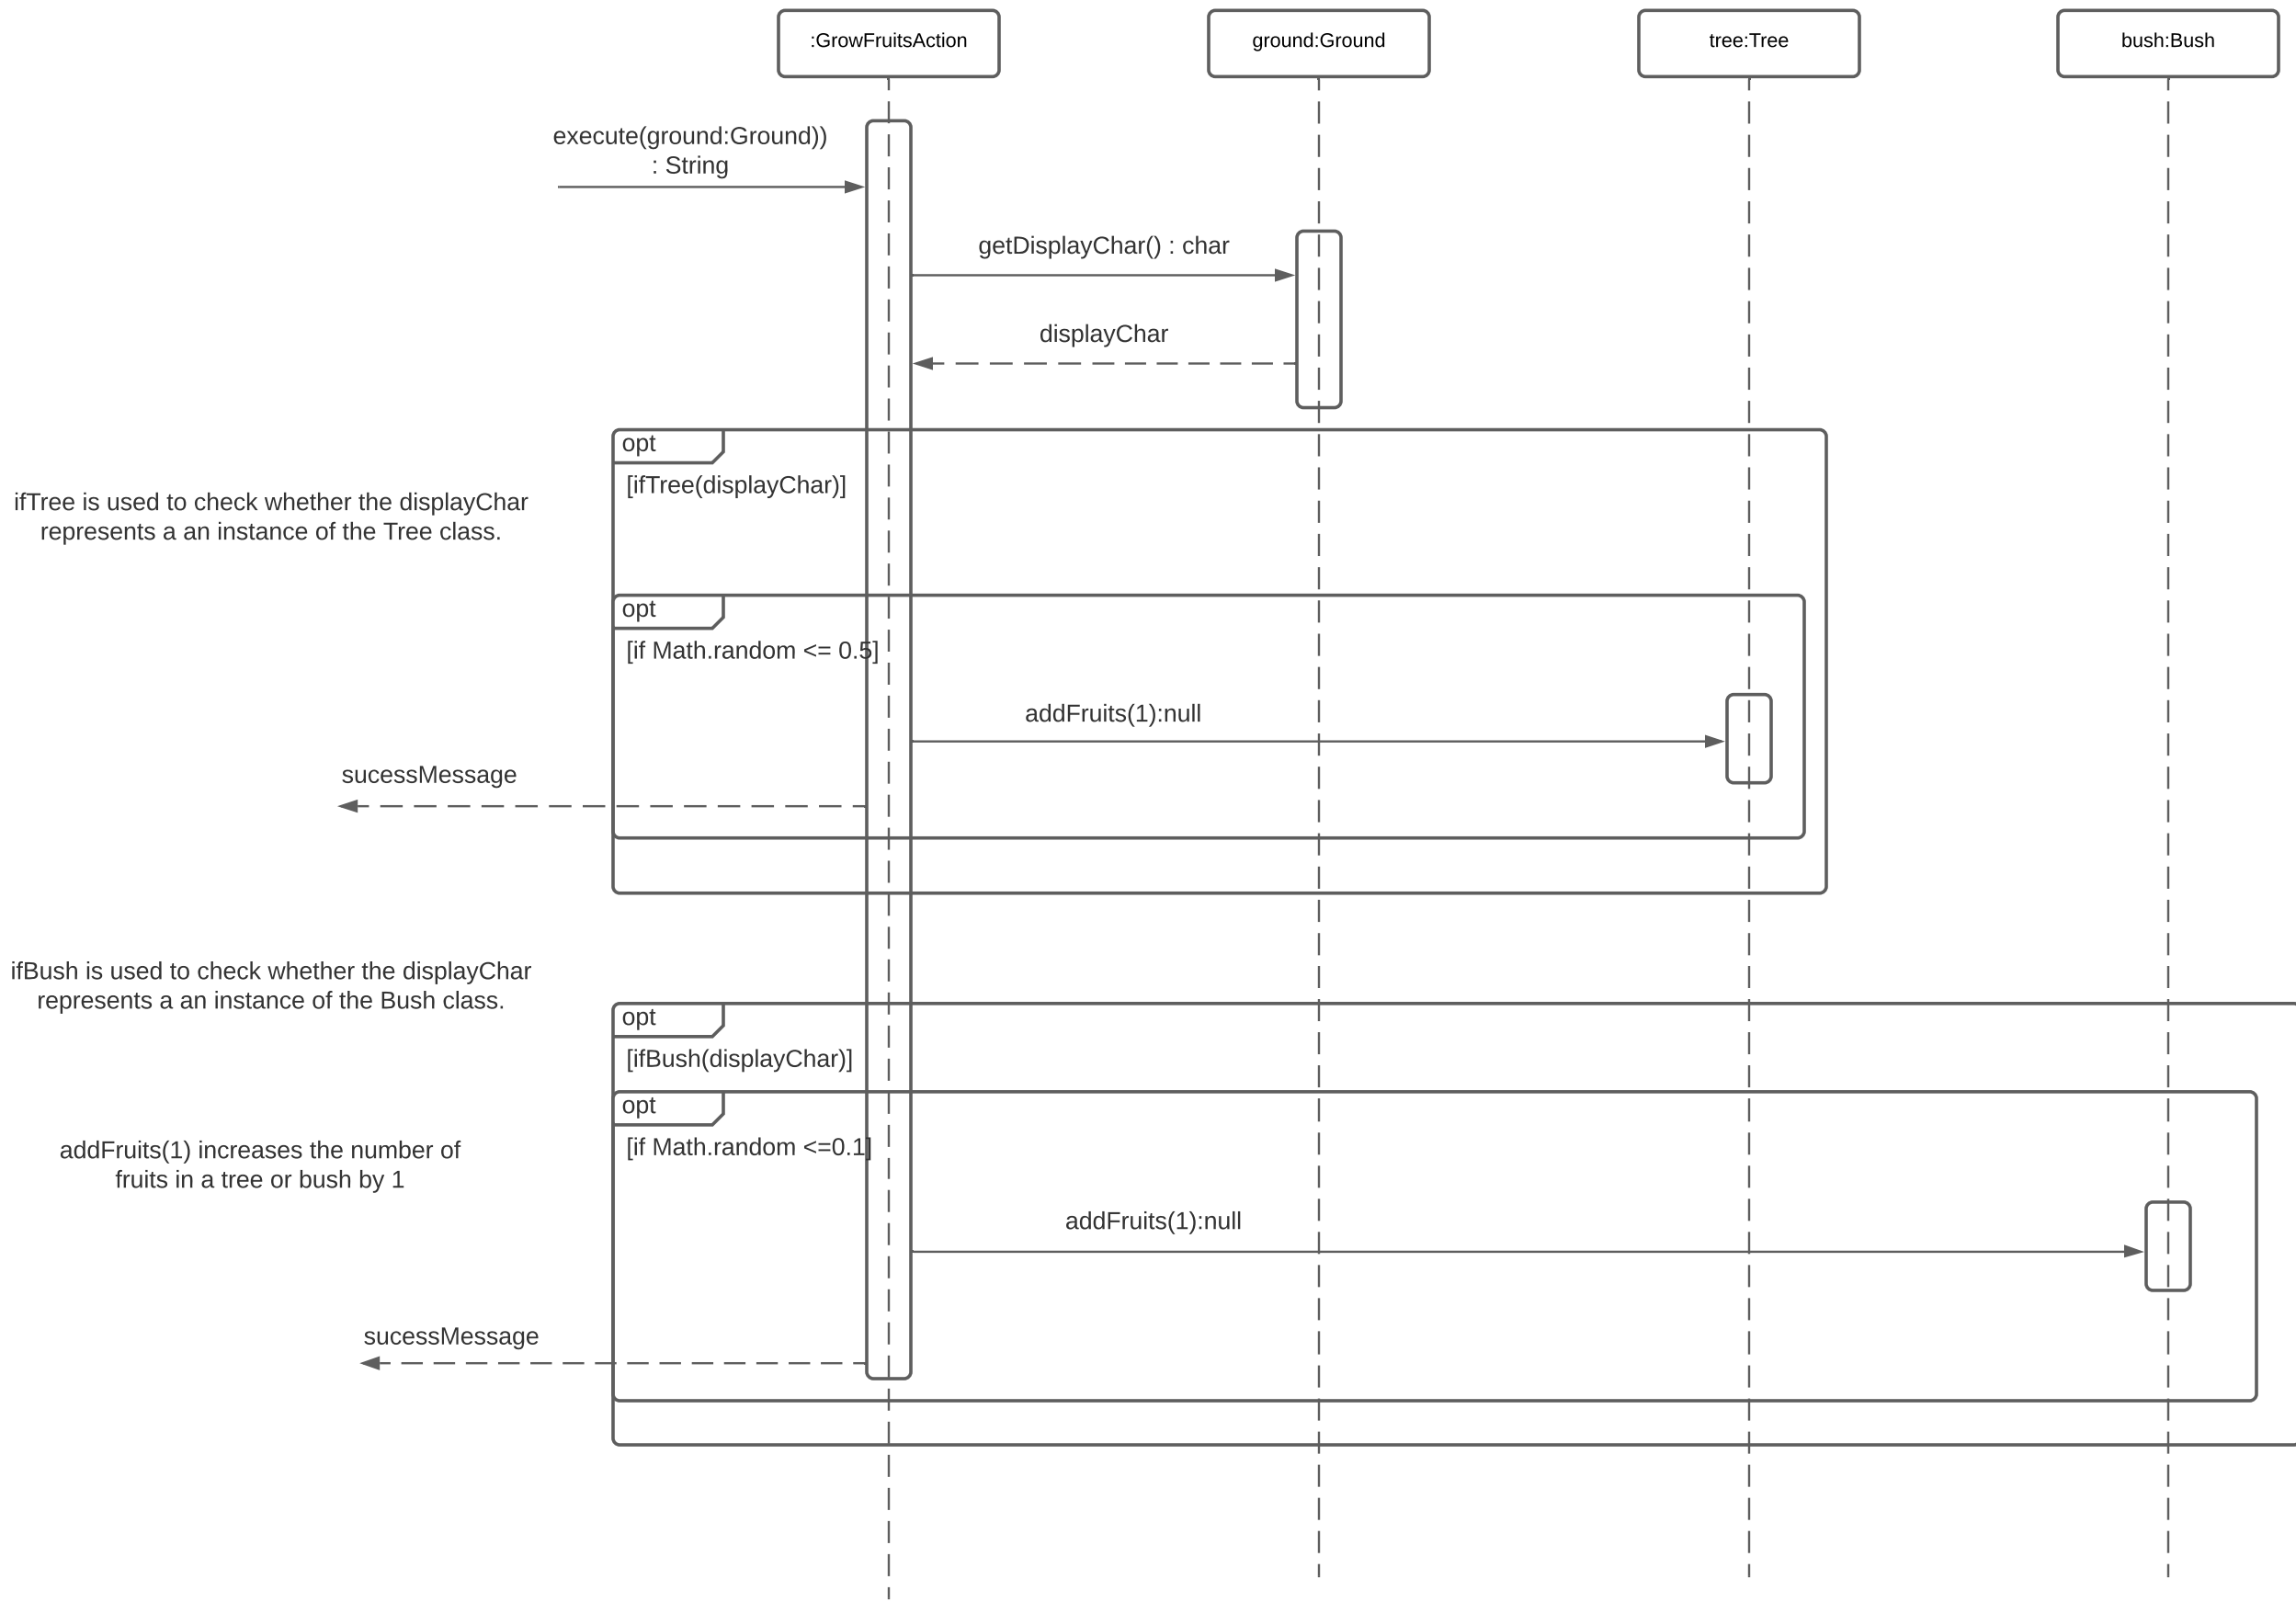 :GrowFruitsAction
ground:Ground
tree:Tree
bush:Bush
execute(ground:Ground))
: String
getDisplayChar() : char
displayChar
opt
[ifTree(displayChar)]
ifTree is used to check whether the displayChar
represents a an instance of the Tree class.
opt
[if Math.random <= 0.5]
addFruits(1):null
sucessMessage
ifBush is used to check whether the displayChar
represents a an instance of the Bush class.
opt
[ifBush(displayChar)]
opt
[if Math.random <=0.1]
addFruits(1) increases the number of
fruits in a tree or bush by 1
addFruits(1):null
sucessMessage